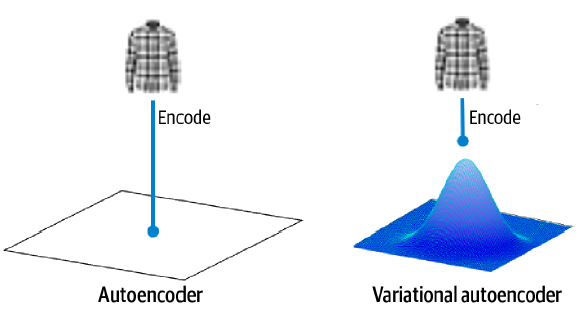 Encode
Encode
Autoencoder
Variational autoencoder